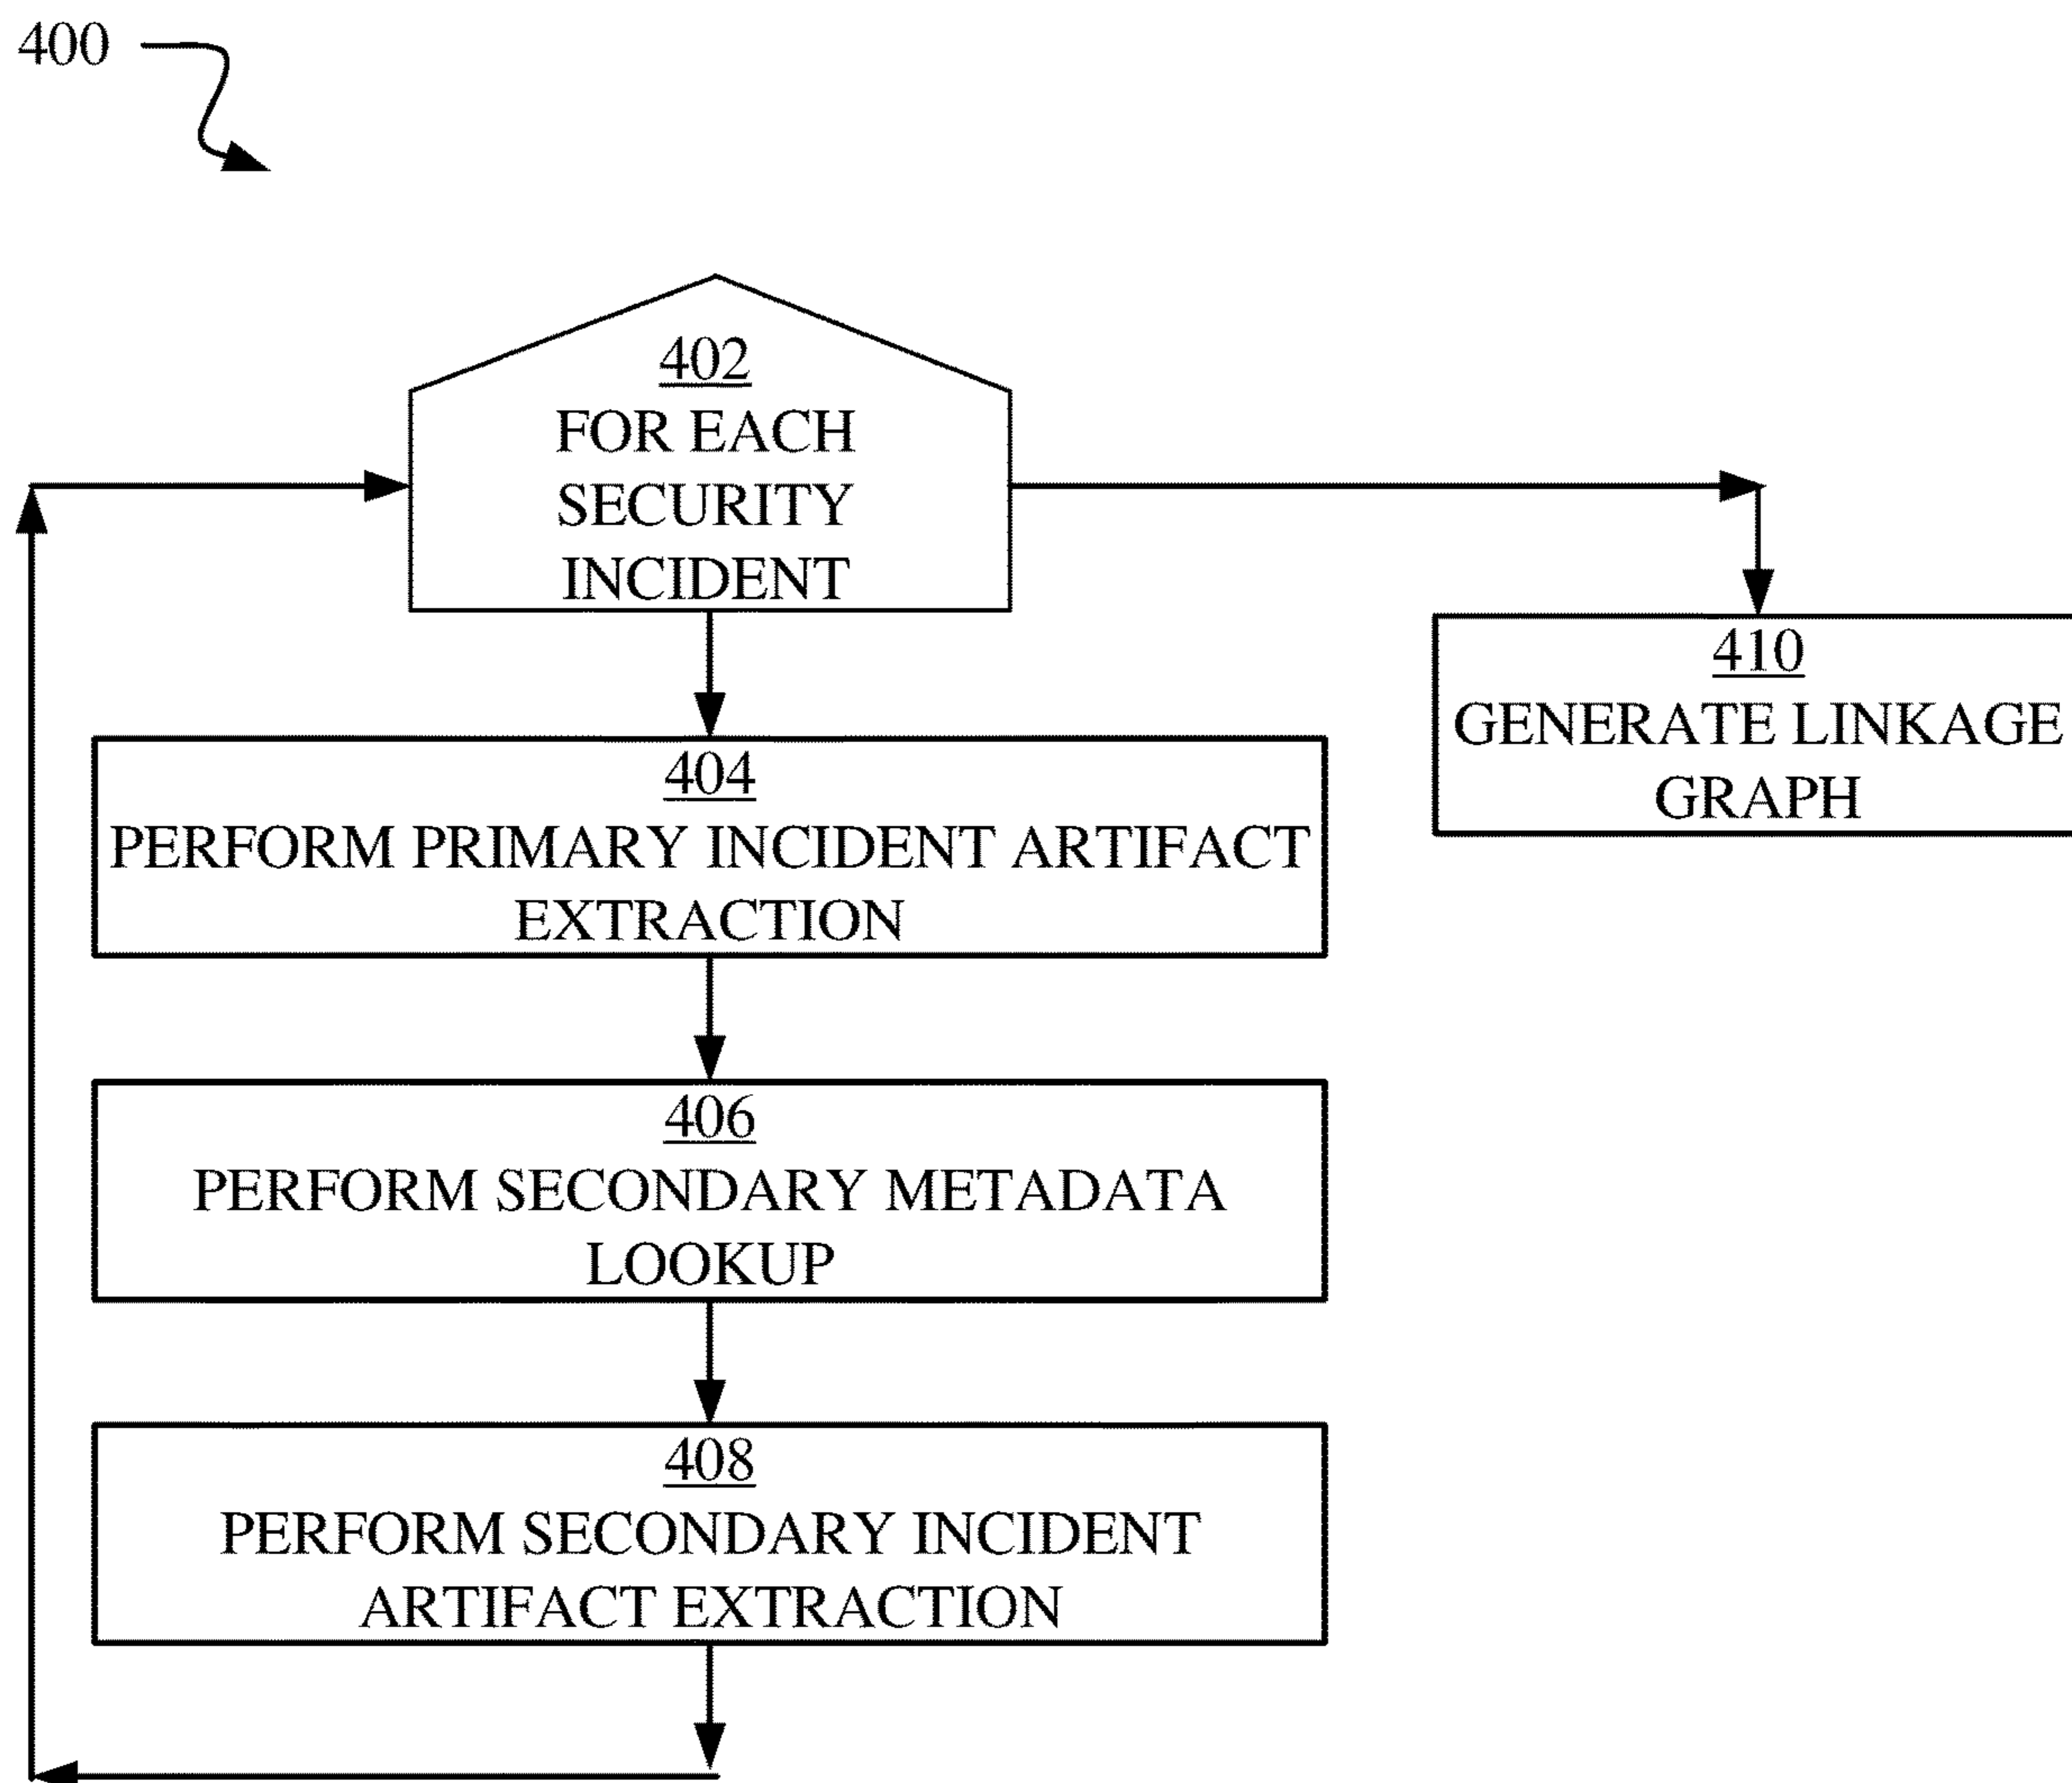 400
402
FOR EACH
SECURITY
INCIDENT
410
GENERATE LINKAGE
GRAPH
404
PERFORM PRIMARY INCIDENT ARTIFACT
EXTRACTION
406
PERFORM SECONDARY METADATA
LOOKUP
408
PERFORM SECONDARY INCIDENT
ARTIFACT EXTRACTION